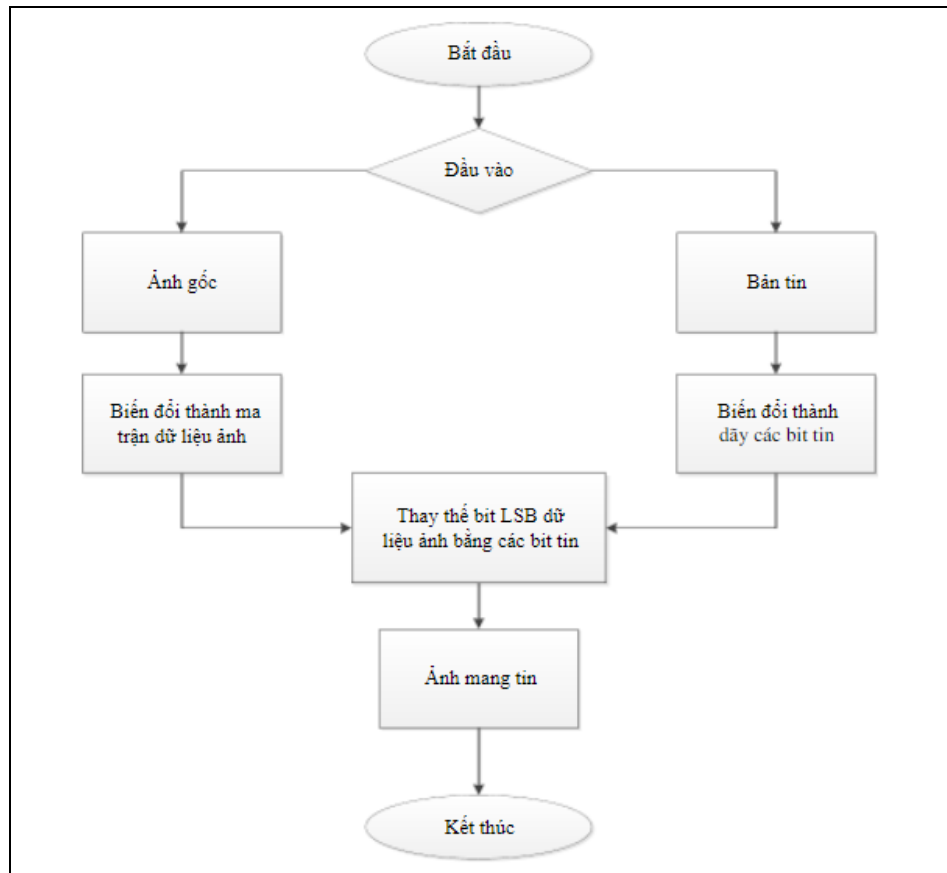 Bắt đầu
Đầu vào
Ảnh gốc
Bản tin
Biến đổi thành ma
trận dữ liệu ảnh
Biến đổi thành
dãy các bit tin
Thay thế bit LSB dữ
liệu ảnh bằng các bit tin
Ảnh mang tin
Kết thúc